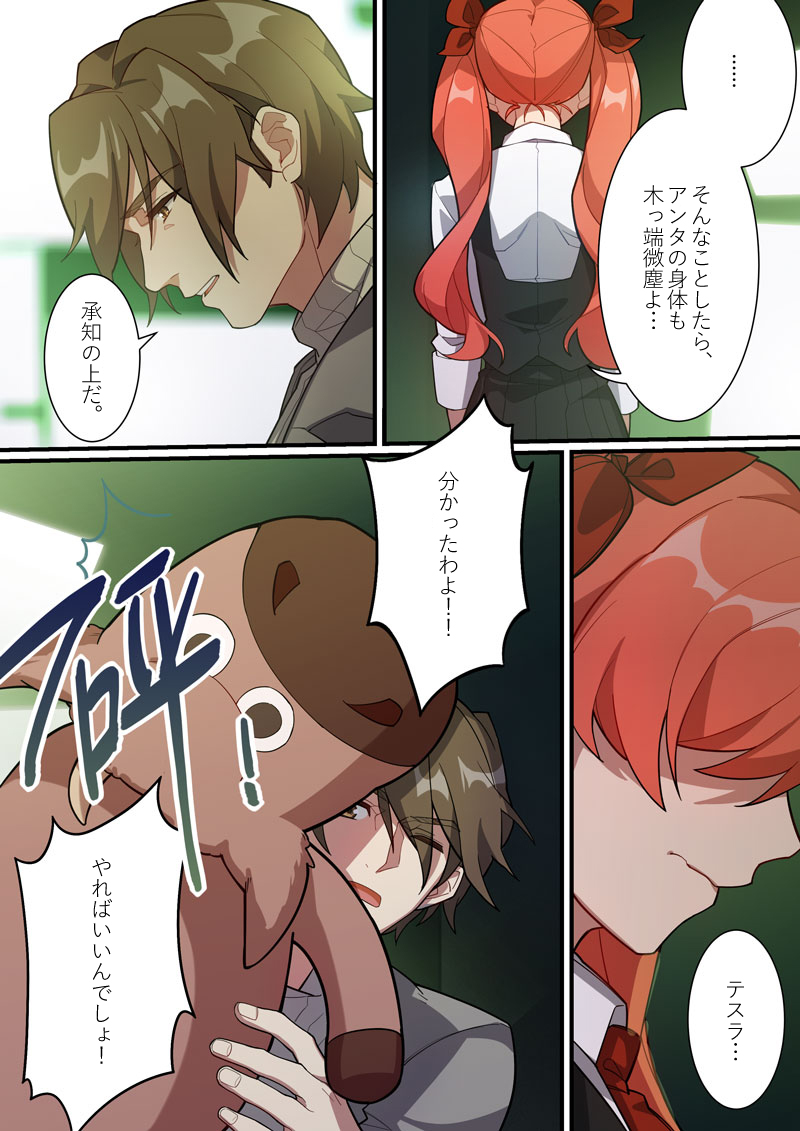 ……
そんなことしたら、
アンタの身体も
木っ端微塵よ…
承知の上だ。
テスラ…
分かったわよ！！
砰！
やればいいんでしょ！